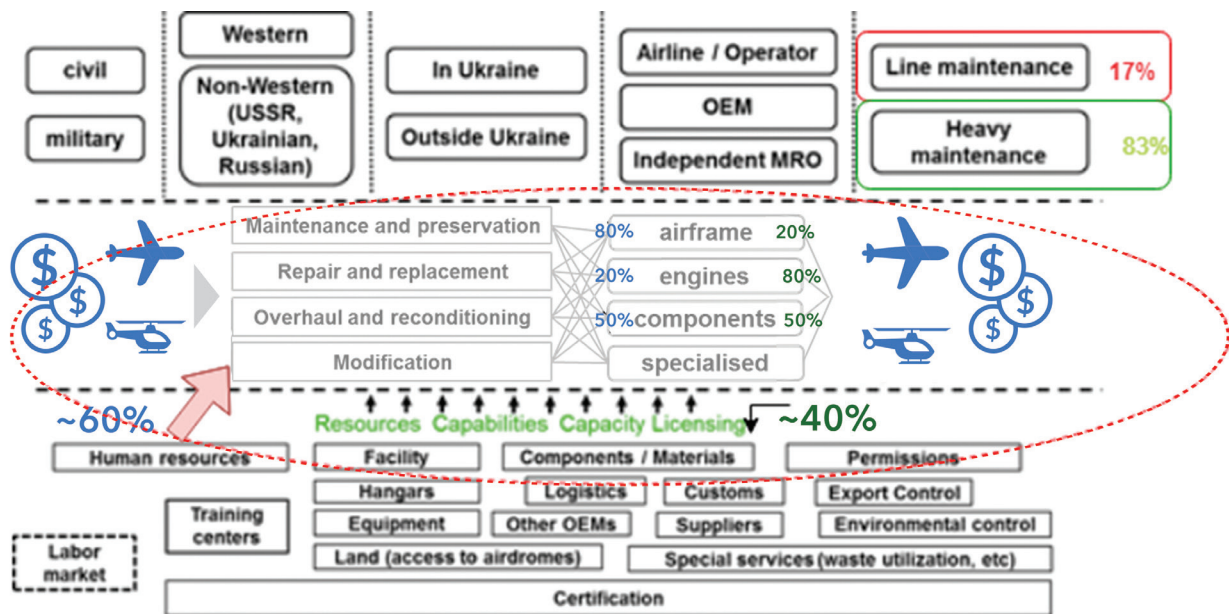 civil
military
Western
Non-Western
(USSR,
Ukrainian,
Russian)
In Ukraine
Outside Ukraine
Airline / Operator
OEM
Independent MRO
Line maintenance 17%
Heavy
maintenance
83%
$
$
$
Maintenance and preservation
Repair and replacement
Overhaul and reconditioning
Modification
80% airframe 20%
20% engines 80%
50% components 50%
specialised
$
$
$
~60%
Resources Capabilities Capacity Licensing
~40%
Human resources
Facility
Components / Materials
Permissions
Hangars
Logistics
Customs
Export Control
Training
centers
Equipment
Other OEMs
Suppliers
Environmental control
Labor
market
Land (access to airdromes)
Special services (waste utilization, etc)
Certification